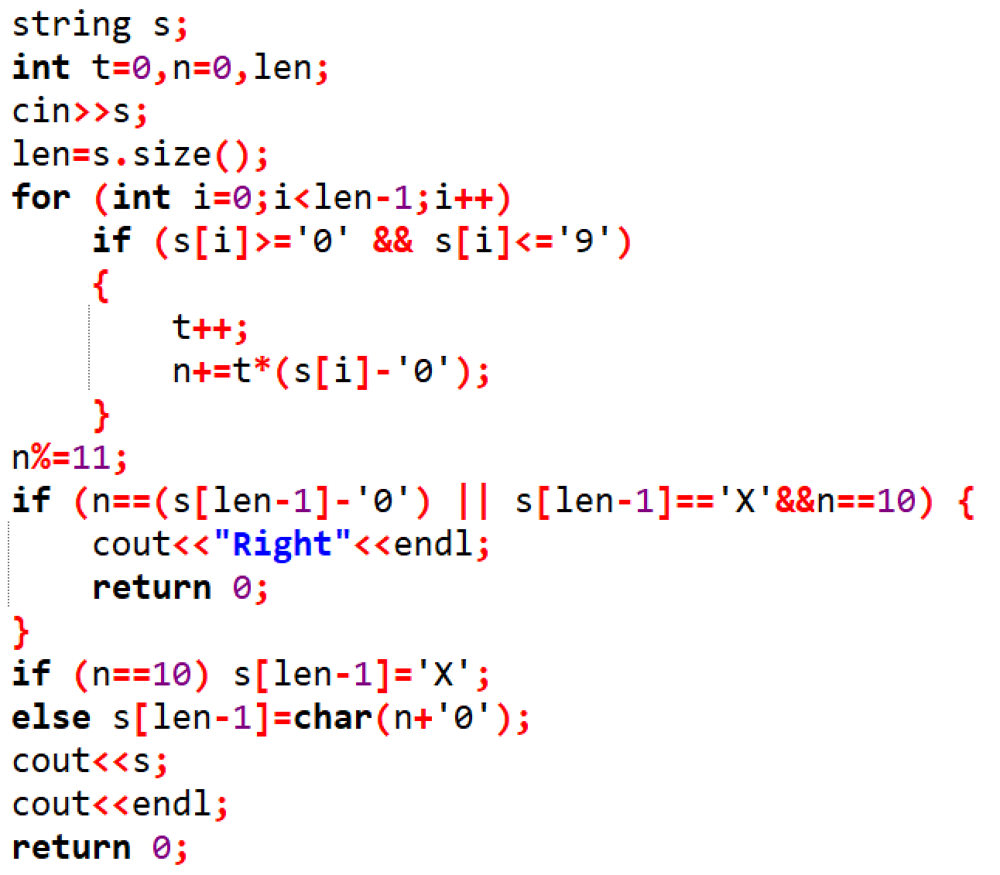 string s;
int t=0,n=0,len;
cin>>s;
len=s.size();
for (int i=0;i<len-1;i++)
    if (s[i]>='0' && s[i]<='9')
    {
        t++;
        n+=t*(s[i]-'0');
    }
n%=11;
if (n==(s[len-1]-'0') || s[len-1]=='X'&&n==10) {
    cout<<"Right"<<endl;
    return 0;
}
if (n==10) s[len-1]='X';
else s[len-1]=char(n+'0');
cout<<s;
cout<<endl;
return 0;